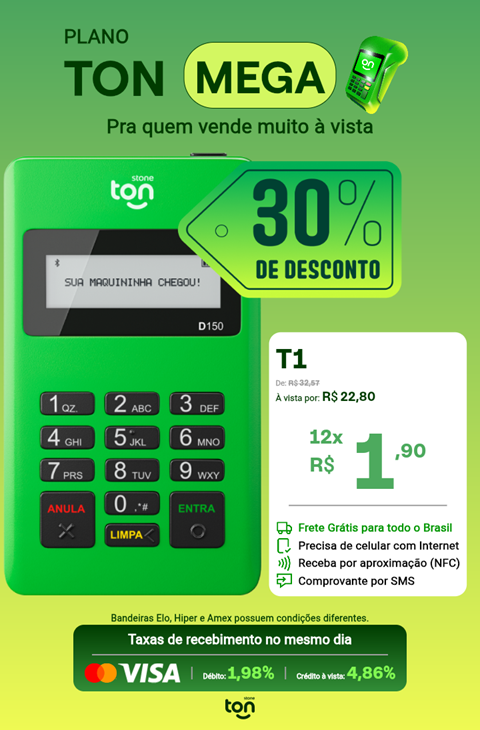 PLANO
TON MEGA
Pra quem vende muito à vista
stone
ton
30%
DE DESCONTO
SUA MAQUININHA CHEGOU!
D150
1 QZ. 2 ABC 3 DEF
4 GHI 5 JKL 6 MNO
7 PRS 8 TUV 9 WXY
ANULA 0 .*# ENTRA
LIMPA
T1
De: R$ 32,57
À vista por: R$ 22,80
12x
R$ 1,90
Frete Grátis para todo o Brasil
Precisa de celular com Internet
Receba por aproximação (NFC)
Comprovante por SMS
Bandeiras Elo, Hiper e Amex possuem condições diferentes.
Taxas de recebimento no mesmo dia
VISA | Débito: 1,98% | Crédito à vista: 4,86%
stone
ton